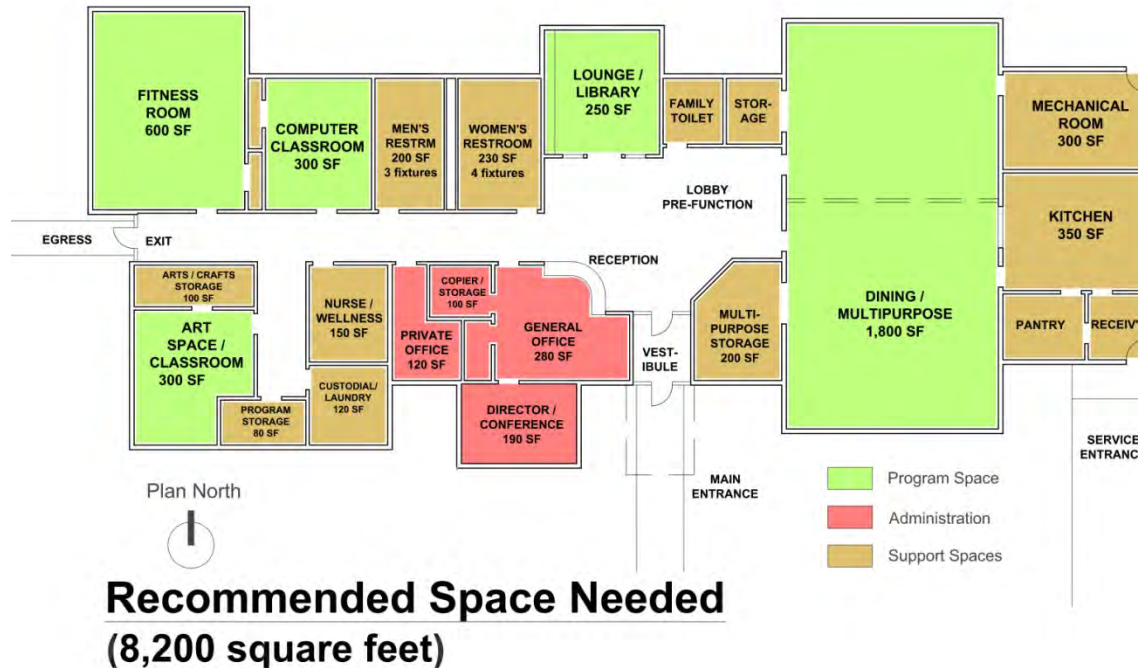 FITNESS
ROOM
600 SF
COMPUTER
CLASSROOM
300 SF
MEN'S
RESTRM
200 SF
3 fixtures
WOMEN'S
RESTROOM
230 SF
4 fixtures
LOUNGE /
LIBRARY
250 SF
FAMILY
TOILET
STOR-
AGE
MECHANICAL
ROOM
300 SF
LOBBY
PRE-FUNCTION
KITCHEN
350 SF
EGRESS
EXIT
RECEPTION
ARTS / CRAFTS
STORAGE
100 SF
NURSE /
WELLNESS
150 SF
COPIER /
STORAGE
100 SF
PRIVATE
OFFICE
120 SF
GENERAL
OFFICE
280 SF
VEST-
IBULE
MULTI-
PURPOSE
STORAGE
200 SF
DINING /
MULTIPURPOSE
1,800 SF
PANTRY
RECEIV
ART
SPACE /
CLASSROOM
300 SF
PROGRAM
STORAGE
80 SF
CUSTODIAL/
LAUNDRY
120 SF
DIRECTOR /
CONFERENCE
190 SF
MAIN
ENTRANCE
SERVICE
ENTRANC
Plan North
Program Space
Administration
Support Spaces
Recommended Space Needed
(8,200 square feet)